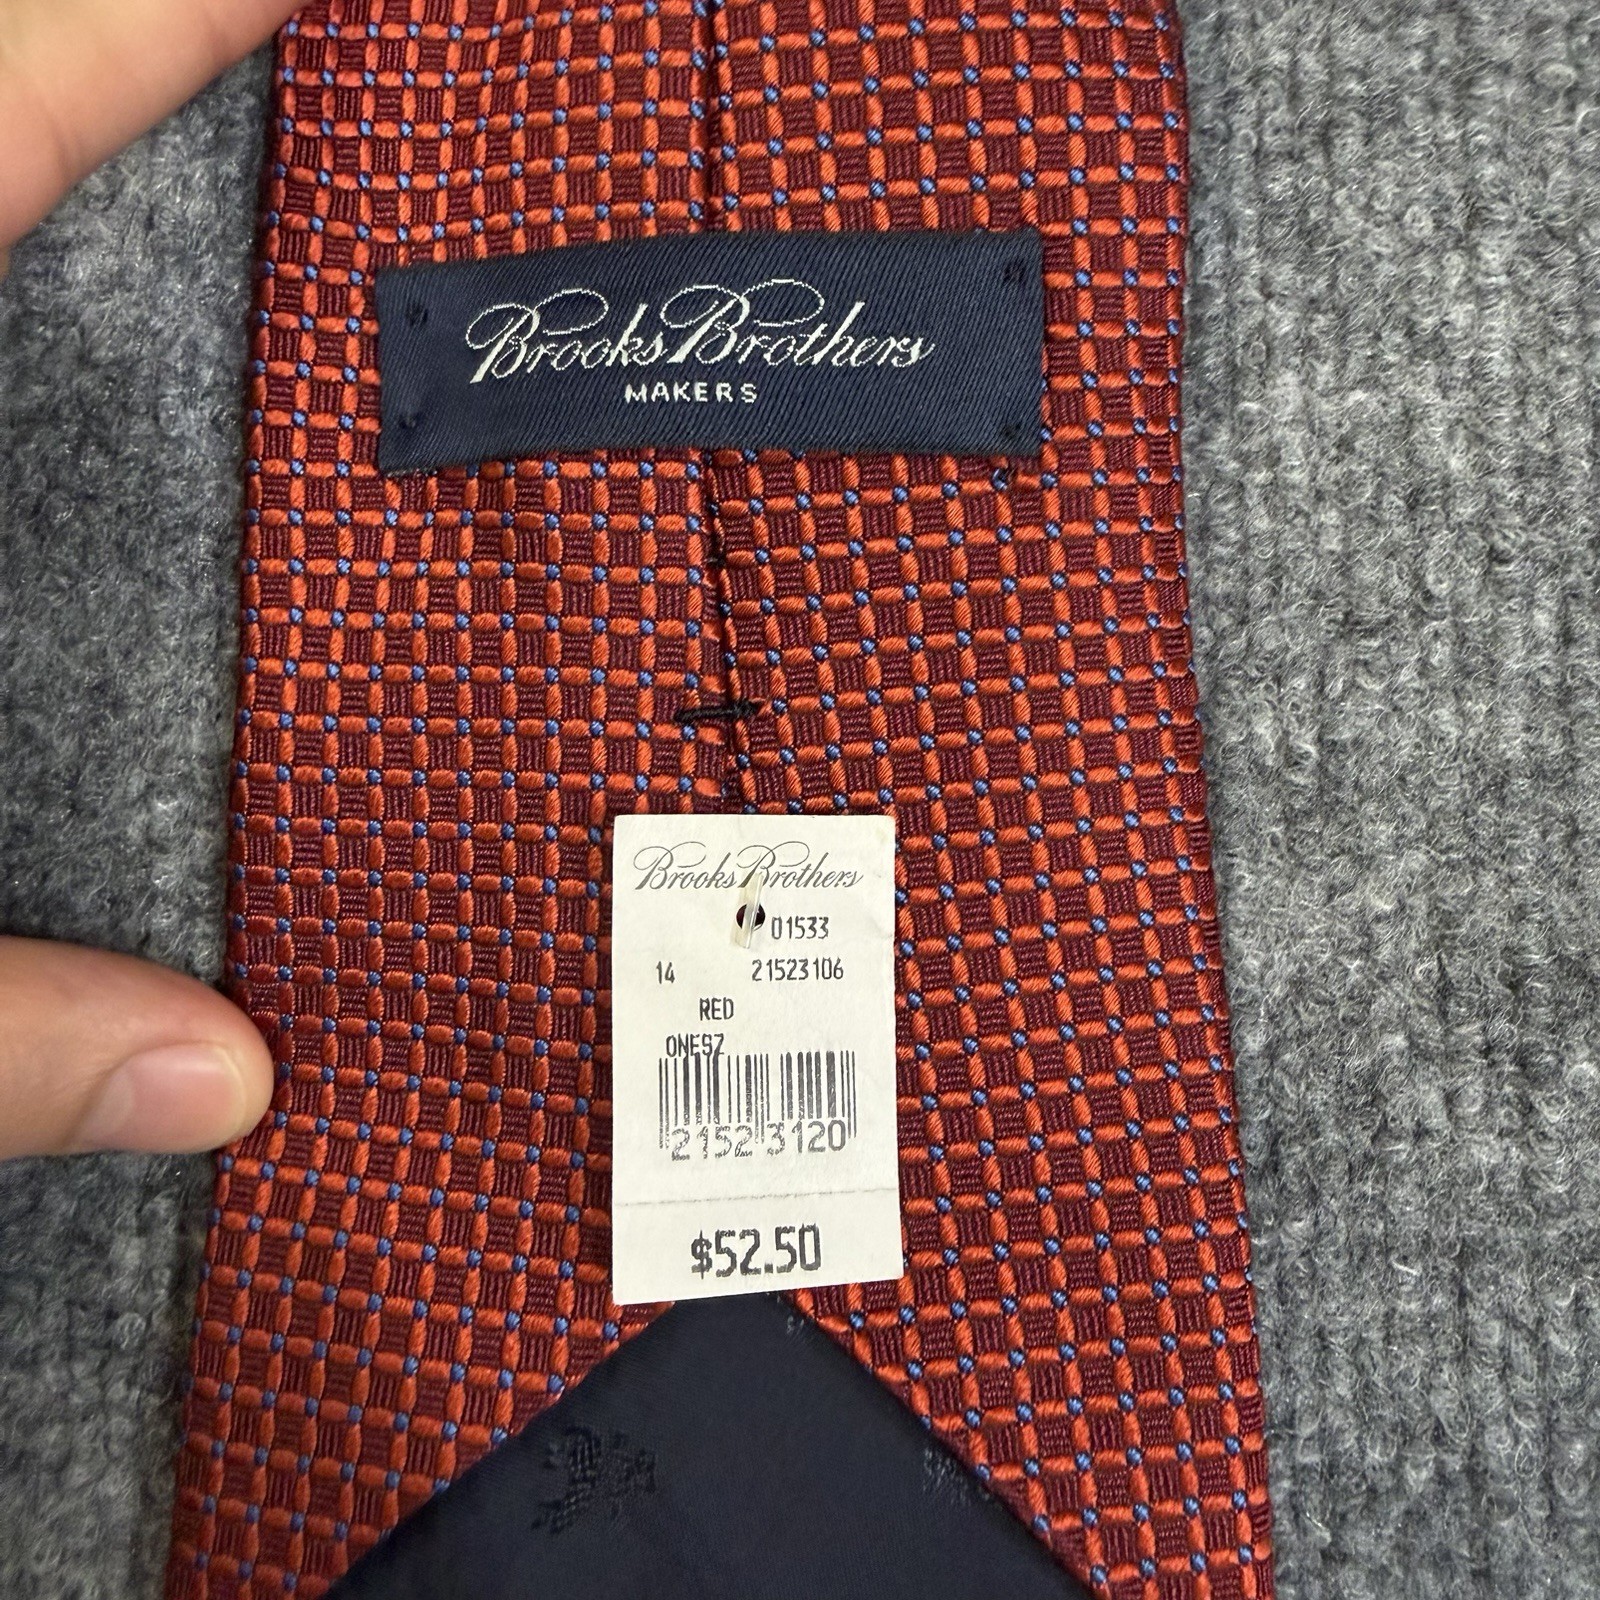 Brooks Brothers
MAKERS
Brooks Brothers
01533
14 21523106
RED
ONESZ
21523120
$52.50